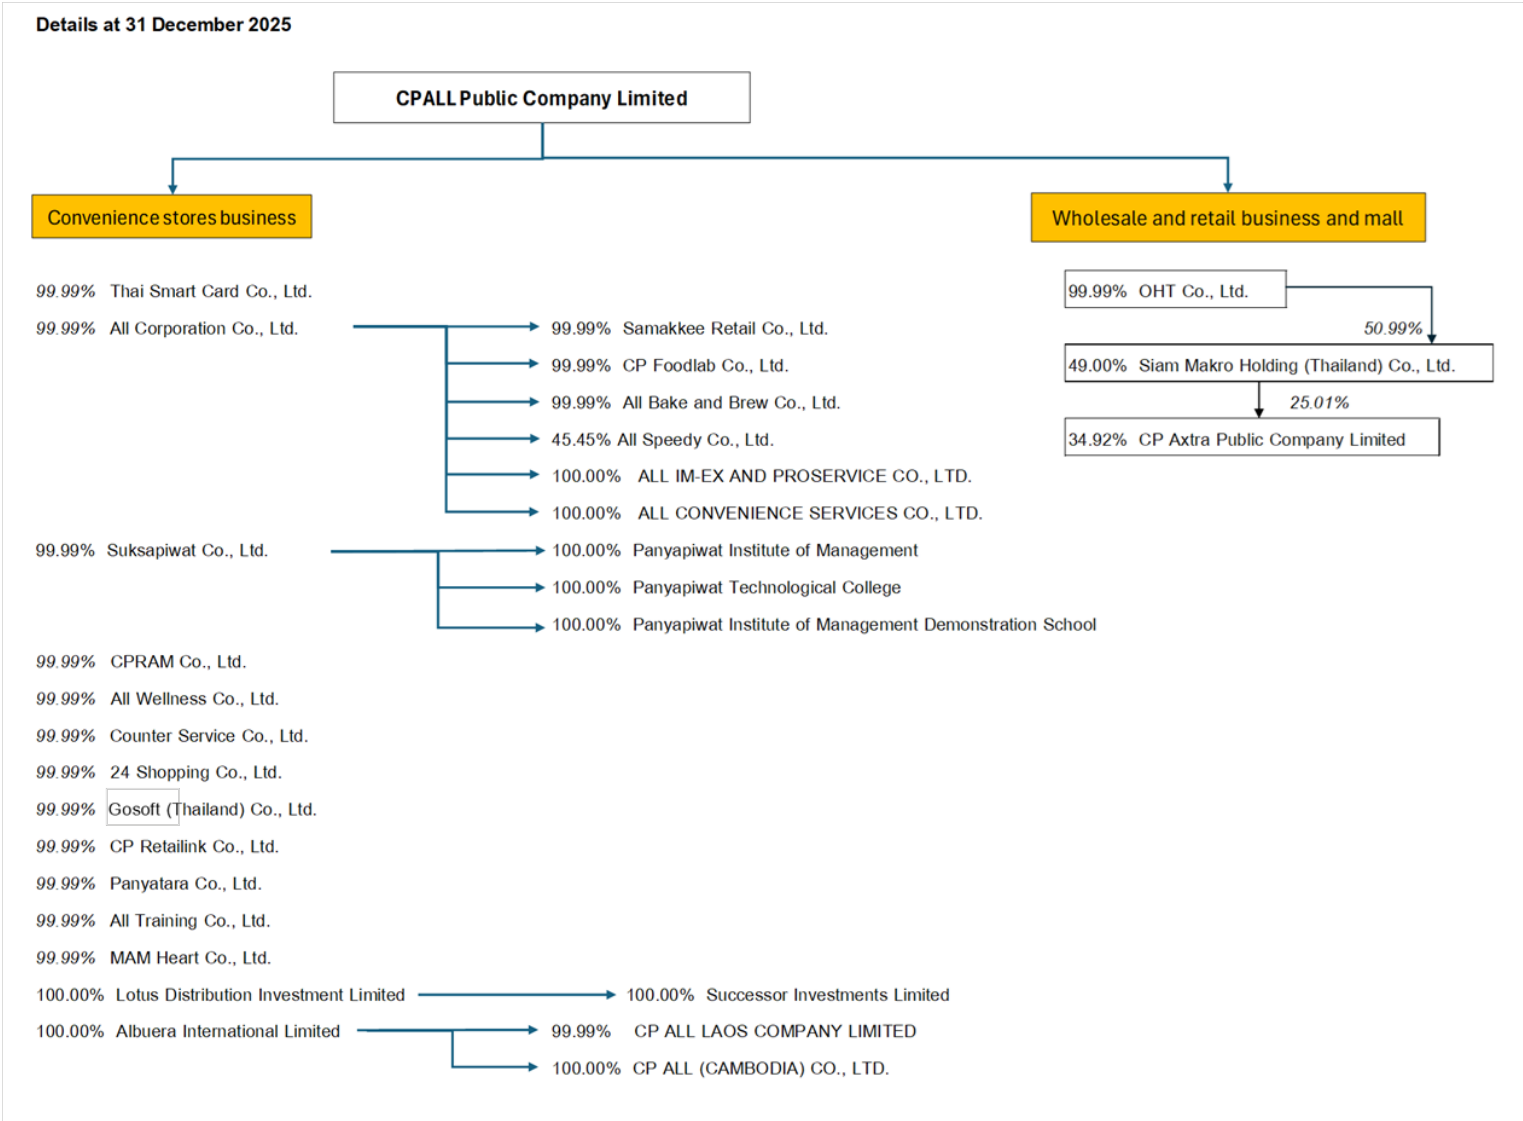 Details at 31 December 2025
CPALL Public Company Limited
Convenience stores business
Wholesale and retail business and mall
99.99% Thai Smart Card Co., Ltd.
99.99% OHT Co., Ltd.
99.99% All Corporation Co., Ltd.
99.99% Samakkee Retail Co., Ltd.
50.99%
99.99% CP Foodlab Co., Ltd.
49.00% Siam Makro Holding (Thailand) Co., Ltd.
99.99% All Bake and Brew Co., Ltd.
25.01%
45.45% All Speedy Co., Ltd.
34.92% CP Axtra Public Company Limited
100.00% ALL IM-EX AND PROSERVICE CO., LTD.
100.00% ALL CONVENIENCE SERVICES CO., LTD.
99.99% Suksapiwat Co., Ltd.
100.00% Panyapiwat Institute of Management
100.00% Panyapiwat Technological College
100.00% Panyapiwat Institute of Management Demonstration School
99.99% CPRAM Co., Ltd.
99.99% All Wellness Co., Ltd.
99.99% Counter Service Co., Ltd.
99.99% 24 Shopping Co., Ltd.
99.99% Gosoft (Thailand) Co., Ltd.
99.99% CP Retailink Co., Ltd.
99.99% Panyatara Co., Ltd.
99.99% All Training Co., Ltd.
99.99% MAM Heart Co., Ltd.
100.00% Lotus Distribution Investment Limited
100.00% Successor Investments Limited
100.00% Albuera International Limited
99.99% CP ALL LAOS COMPANY LIMITED
100.00% CP ALL (CAMBODIA) CO., LTD.